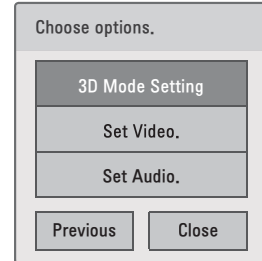 Choose options.
3D Mode Setting
Set Video.
Set Audio.
Previous Close